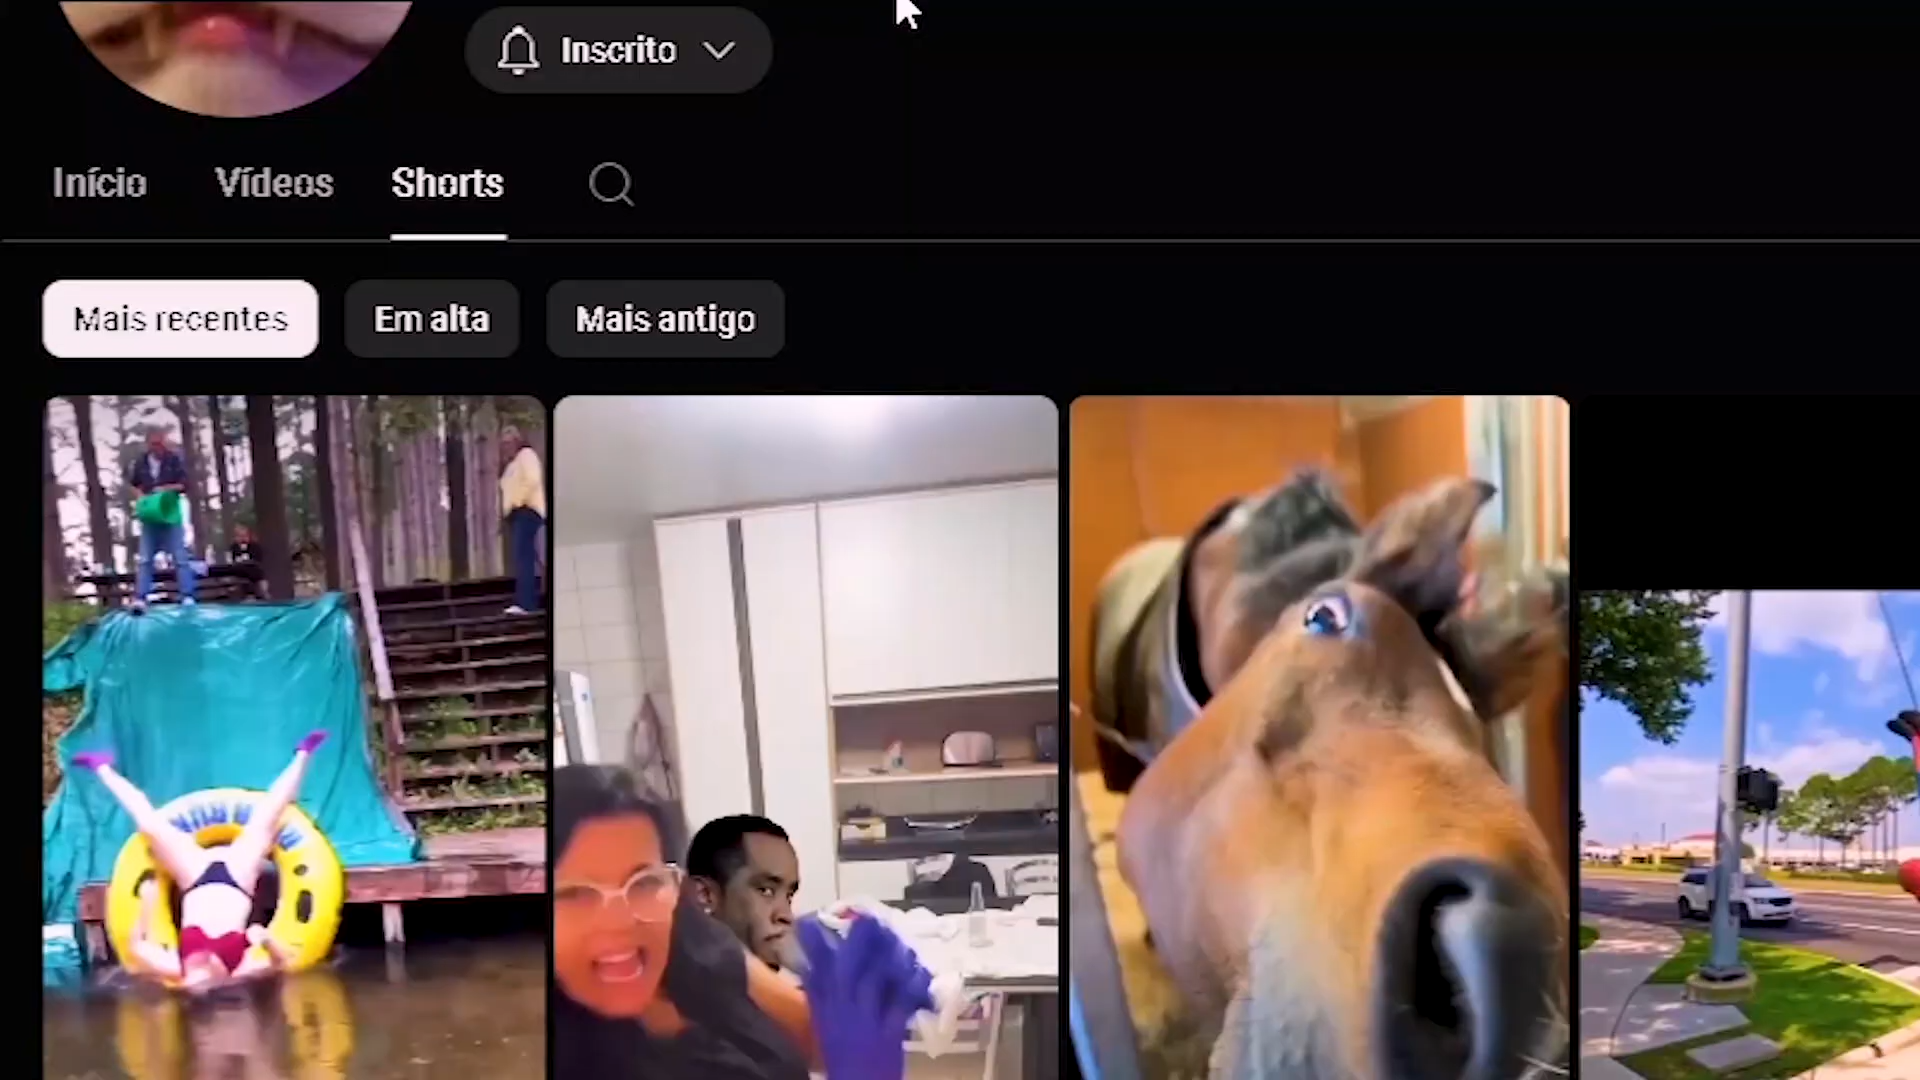 Inscrito
Início Vídeos Shorts
Mais recentes Em alta Mais antigo